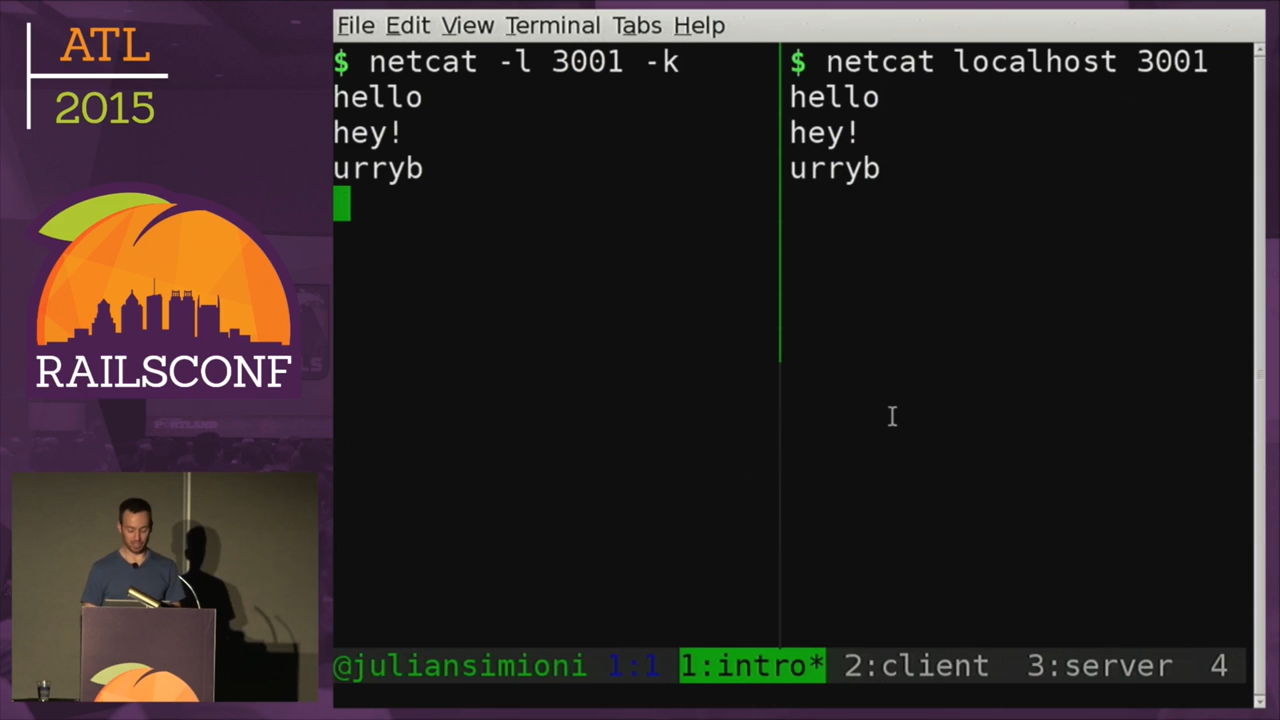 ATL
2015
RAILSCONF
File Edit View Terminal Tabs Help
$ netcat -l 3001 -k
hello
hey!
urryb
$ netcat localhost 3001
hello
hey!
urryb
@juliansimioni 1:1 1:intro* 2:client 3:server 4